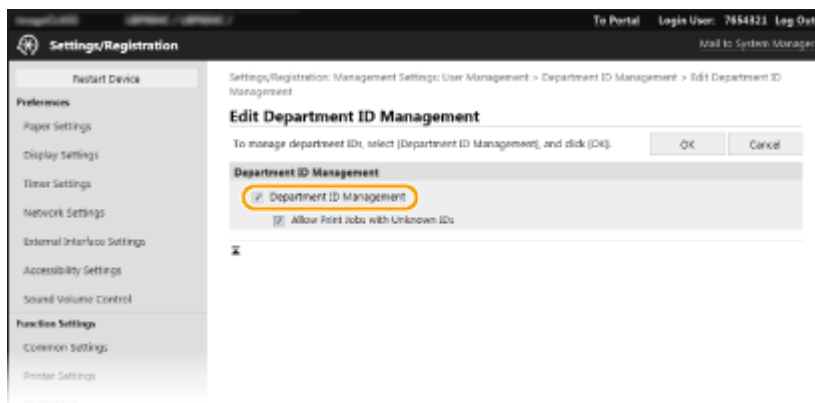 To Portal Login User: 7654321 Log Out
Settings/Registration
Mail to System Manager
Restart Device
Preferences
Paper Settings
Display Settings
Timer Settings
Network Settings
External Interface Settings
Accessibility Settings
Sound Volume Control
Function Settings
Common Settings
Printer Settings
Settings/Registration: Management Settings: User Management > Department ID Management > Edit Department ID
Management
Edit Department ID Management
To manage department IDs, select [Department ID Management], and click [OK].
OK
Cancel
Department ID Management
Department ID Management
Allow Print Jobs with Unknown IDs